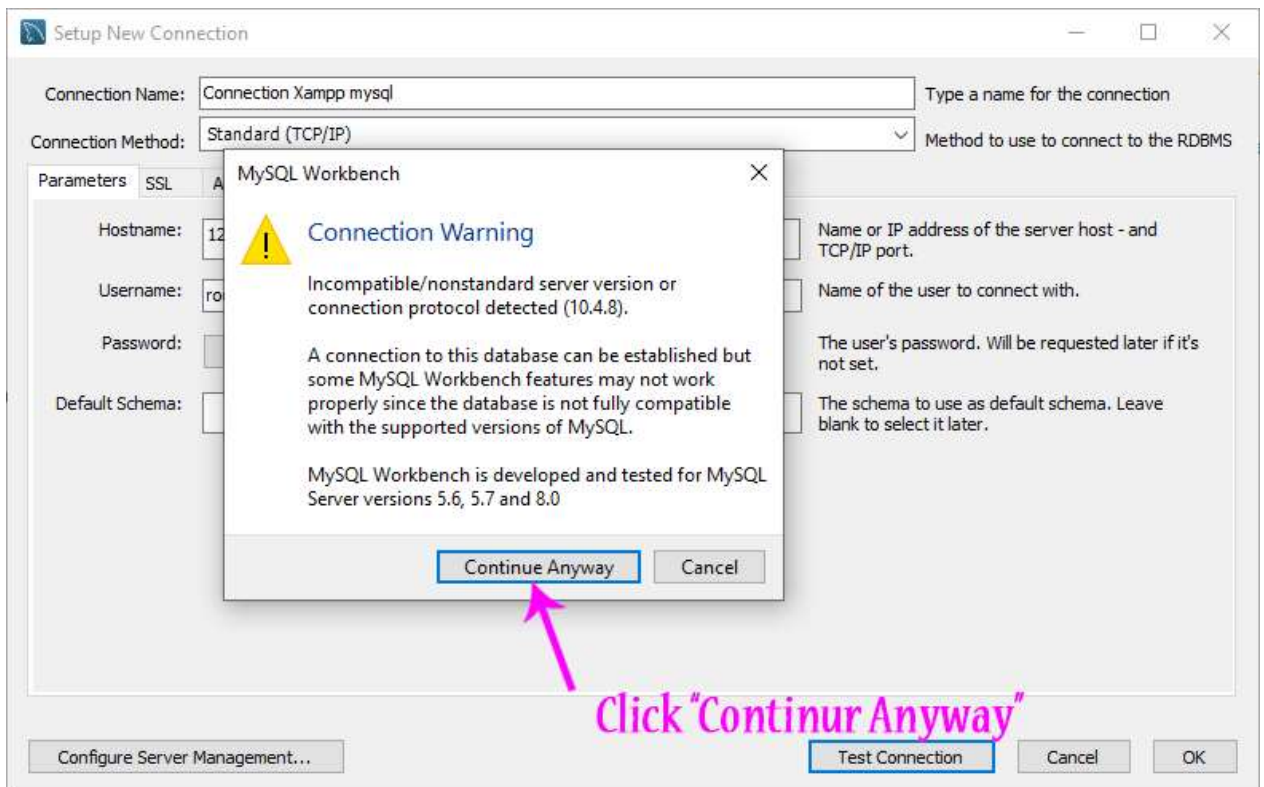 Setup New Connection
Connection Name: Connection Xampp mysql Type a name for the connection
Connection Method: Standard (TCP/IP) Method to use to connect to the RDBMS
Parameters SSL A
MySQL Workbench
Connection Warning
Incompatible/nonstandard server version or
connection protocol detected (10.4.8).
A connection to this database can be established but
some MySQL Workbench features may not work
properly since the database is not fully compatible
with the supported versions of MySQL.
MySQL Workbench is developed and tested for MySQL
Server versions 5.6, 5.7 and 8.0
Continue Anyway Cancel
Hostname: 12 Name or IP address of the server host - and
TCP/IP port.
Username: ro Name of the user to connect with.
Password: The user's password. Will be requested later if it's
not set.
Default Schema: The schema to use as default schema. Leave
blank to select it later.
Click "Continur Anyway"
Configure Server Management... Test Connection Cancel OK